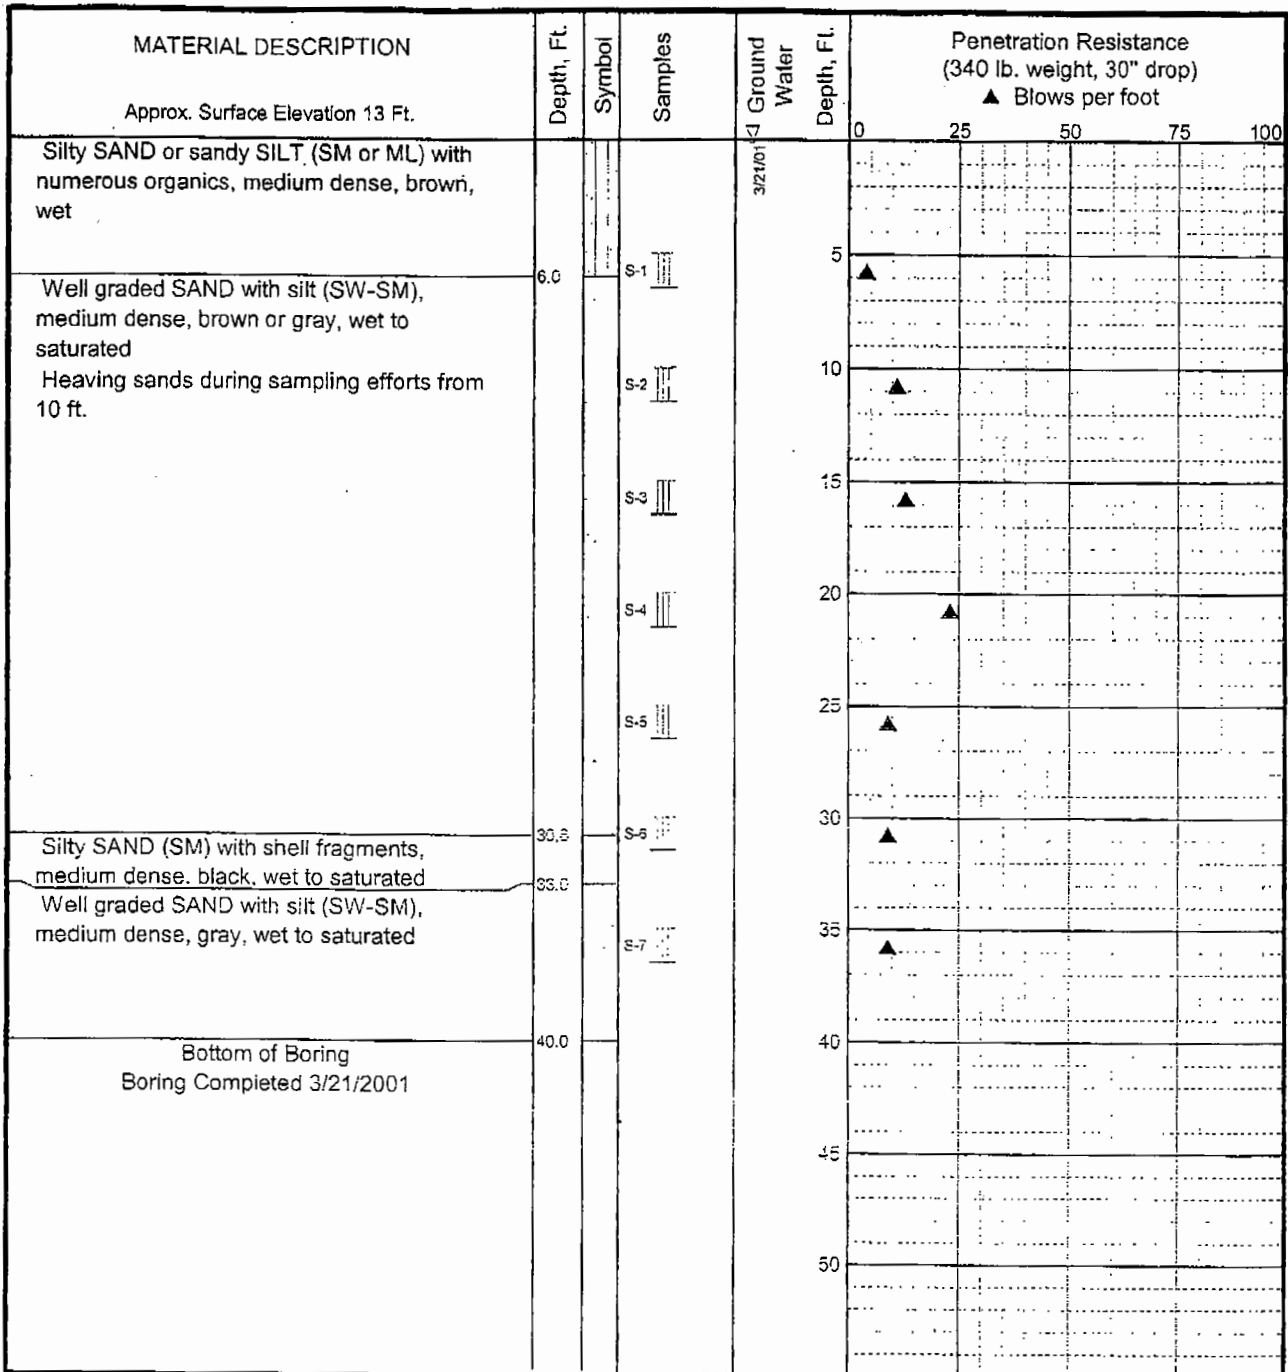 MATERIAL DESCRIPTION
Approx. Surface Elevation 13 Ft.
Depth, Ft.
Symbol
Samples
Ground
Water
Depth, Ft.
Penetration Resistance
(340 lb. weight, 30" drop)
▲ Blows per foot
0 25 50 75 100
Silty SAND or sandy SILT (SM or ML) with
numerous organics, medium dense, brown,
wet
3/21/01
5
6.0
S-1
Well graded SAND with silt (SW-SM),
medium dense, brown or gray, wet to
saturated
Heaving sands during sampling efforts from
10 ft.
S-2
10
S-3
15
S-4
20
S-5
25
30
S-6
Silty SAND (SM) with shell fragments,
medium dense. black, wet to saturated
33.0
Well graded SAND with silt (SW-SM),
medium dense, gray, wet to saturated
S-7
35
40.0
40
Bottom of Boring
Boring Completed 3/21/2001
45
50